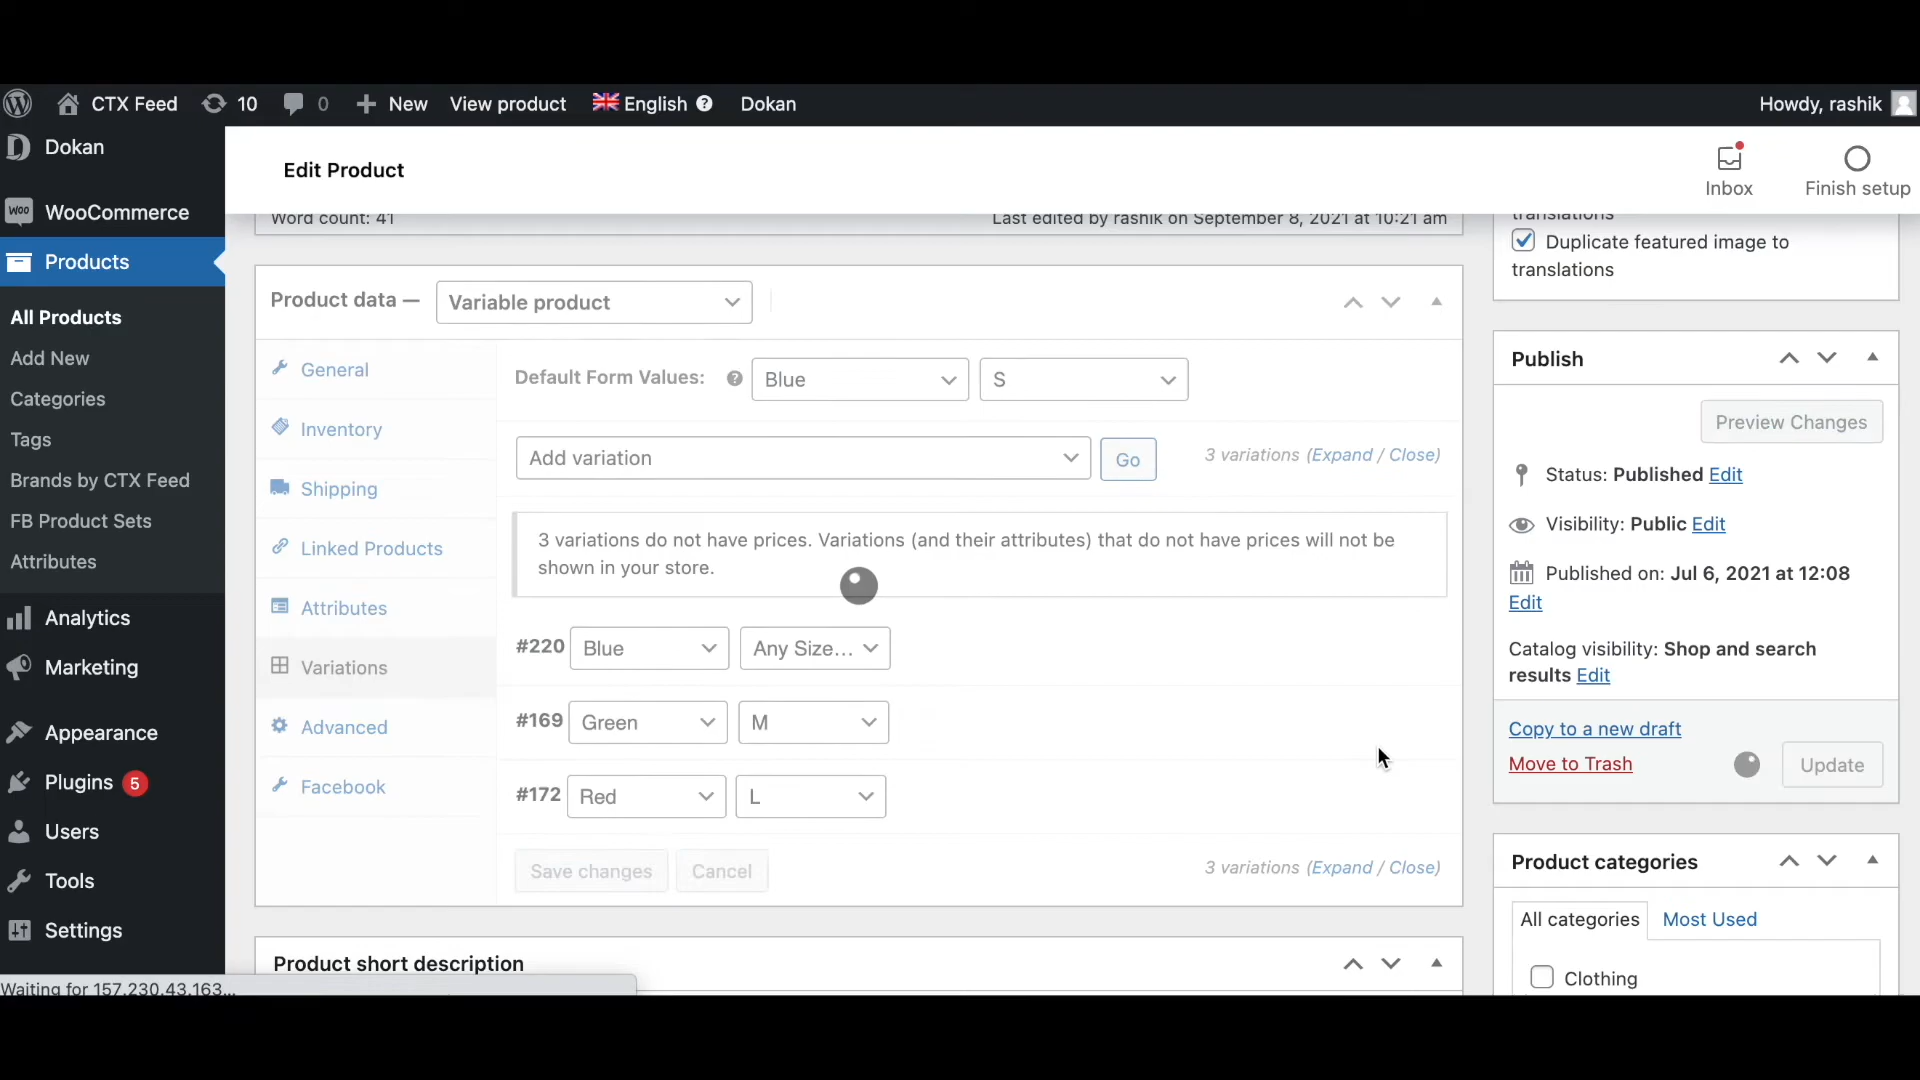 CTX Feed 10 0 New View product English Dokan Howdy, rashik
Dokan
WooCommerce
Products
All Products
Add New
Categories
Tags
Brands by CTX Feed
FB Product Sets
Attributes
Analytics
Marketing
Appearance
Plugins 5
Users
Tools
Settings
Waiting for 157.230.43.163...
Edit Product
Inbox
Finish setup
Word count: 41 Last edited by rashik on September 8, 2021 at 10:21 am
Product data — Variable product
General
Inventory
Shipping
Linked Products
Attributes
Variations
Advanced
Facebook
Default Form Values: ? Blue S
Add variation Go 3 variations (Expand / Close)
3 variations do not have prices. Variations (and their attributes) that do not have prices will not be
shown in your store.
#220 Blue Any Size...
#169 Green M
#172 Red L
Save changes Cancel 3 variations (Expand / Close)
Product short description
translations
Duplicate featured image to
translations
Publish
Preview Changes
Status: Published Edit
Visibility: Public Edit
Published on: Jul 6, 2021 at 12:08
Edit
Catalog visibility: Shop and search
results Edit
Copy to a new draft
Move to Trash Update
Product categories
All categories Most Used
Clothing